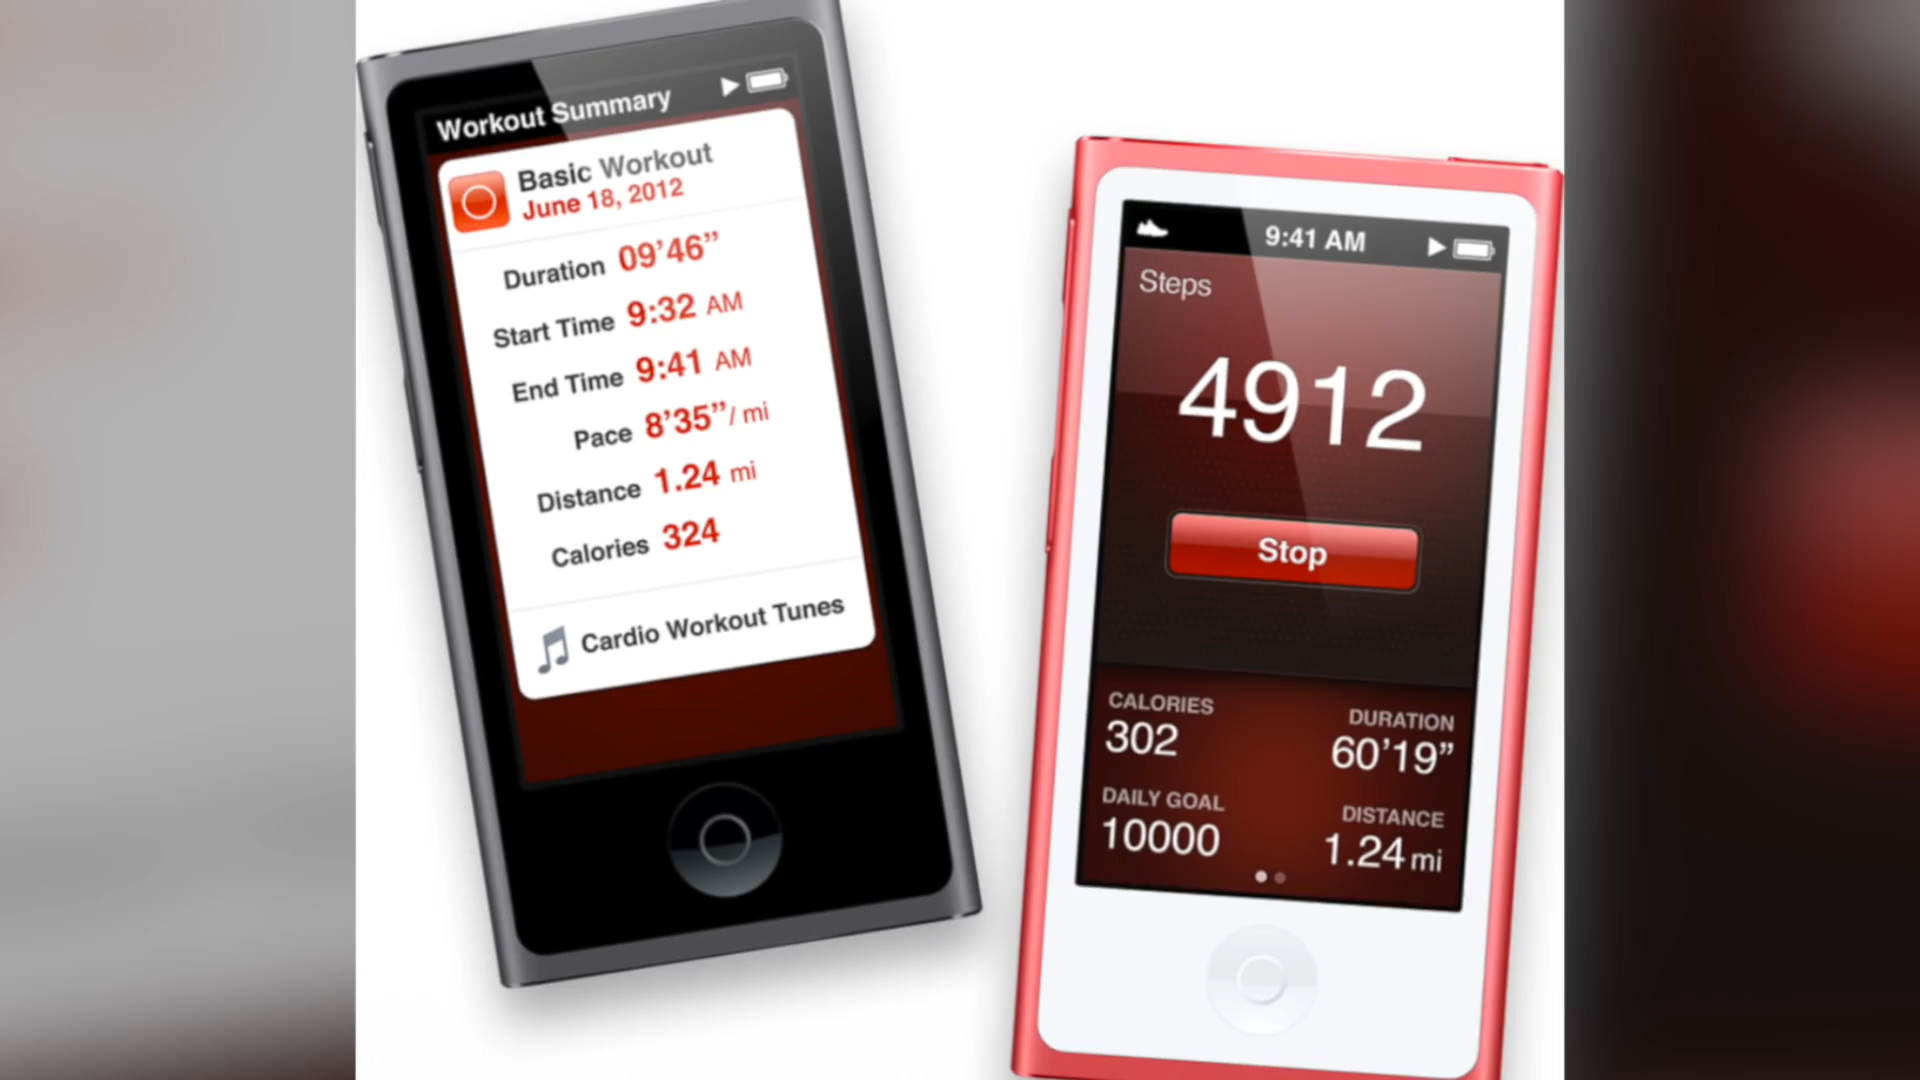 Workout Summary
Basic Workout
June 18, 2012
Duration 09’46”
Start Time 9:32 AM
End Time 9:41 AM
Pace 8’35”/ mi
Distance 1.24 mi
Calories 324
Cardio Workout Tunes
9:41 AM
Steps
4912
Stop
CALORIES DURATION
302 60’19”
DAILY GOAL DISTANCE
10000 1.24 mi